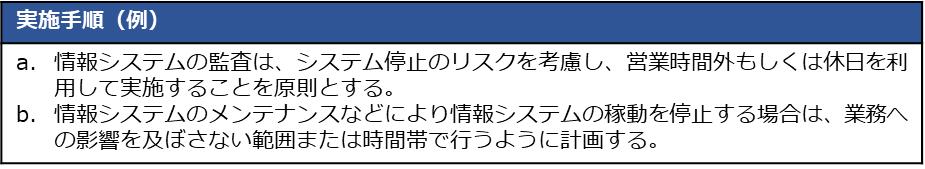 実施手順（例）
a. 情報システムの監査は、システム停止のリスクを考慮し、営業時間外もしくは休日を利
用して実施することを原則とする。
b. 情報システムのメンテナンスなどにより情報システムの稼動を停止する場合は、業務へ
の影響を及ぼさない範囲または時間帯で行うように計画する。